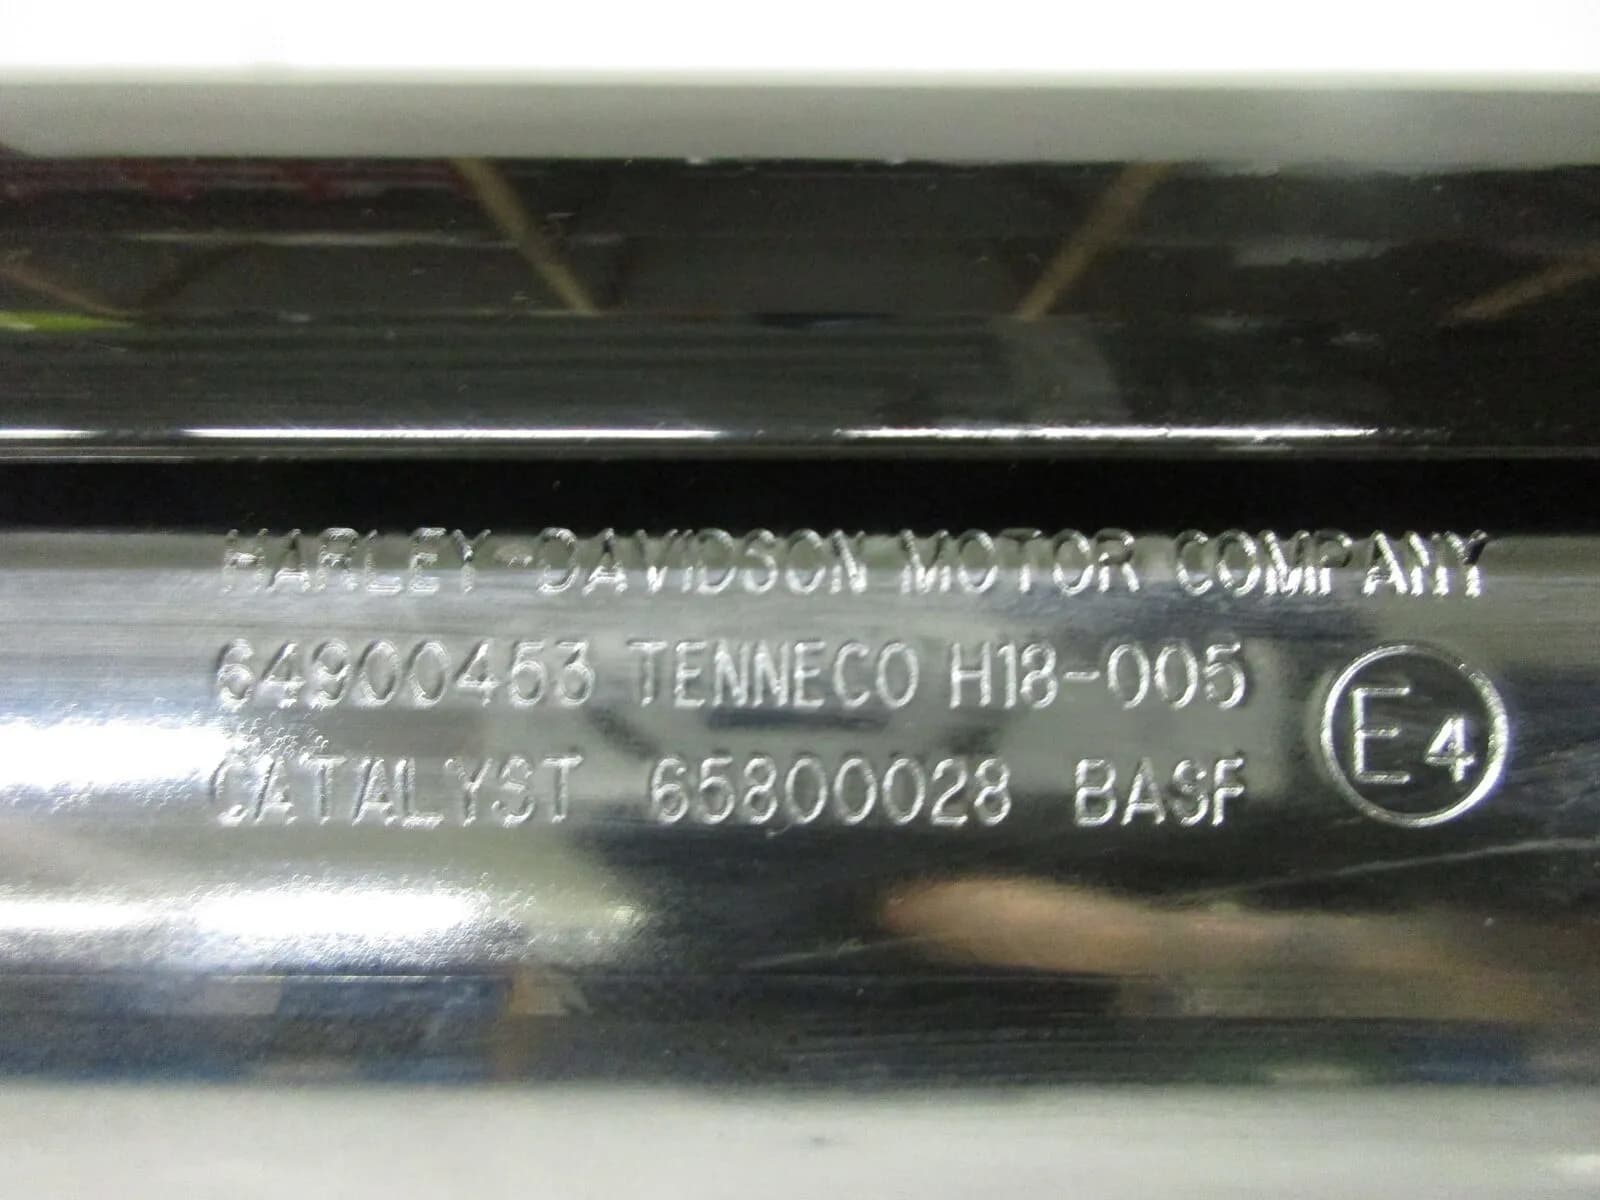 HARLEY-DAVIDSON MOTOR COMPANY
64900453 TENNECO H18-005
CATALYST 65800028 BASF
E4